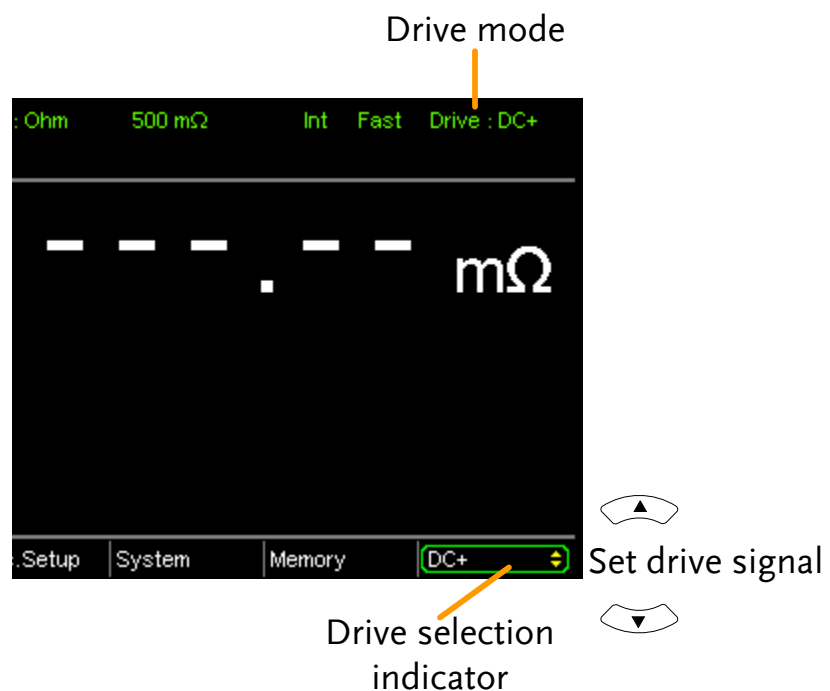 Drive mode
: Ohm 500 mΩ Int Fast Drive : DC+
– – – . – – mΩ
.Setup System Memory DC+
Set drive signal
Drive selection
indicator